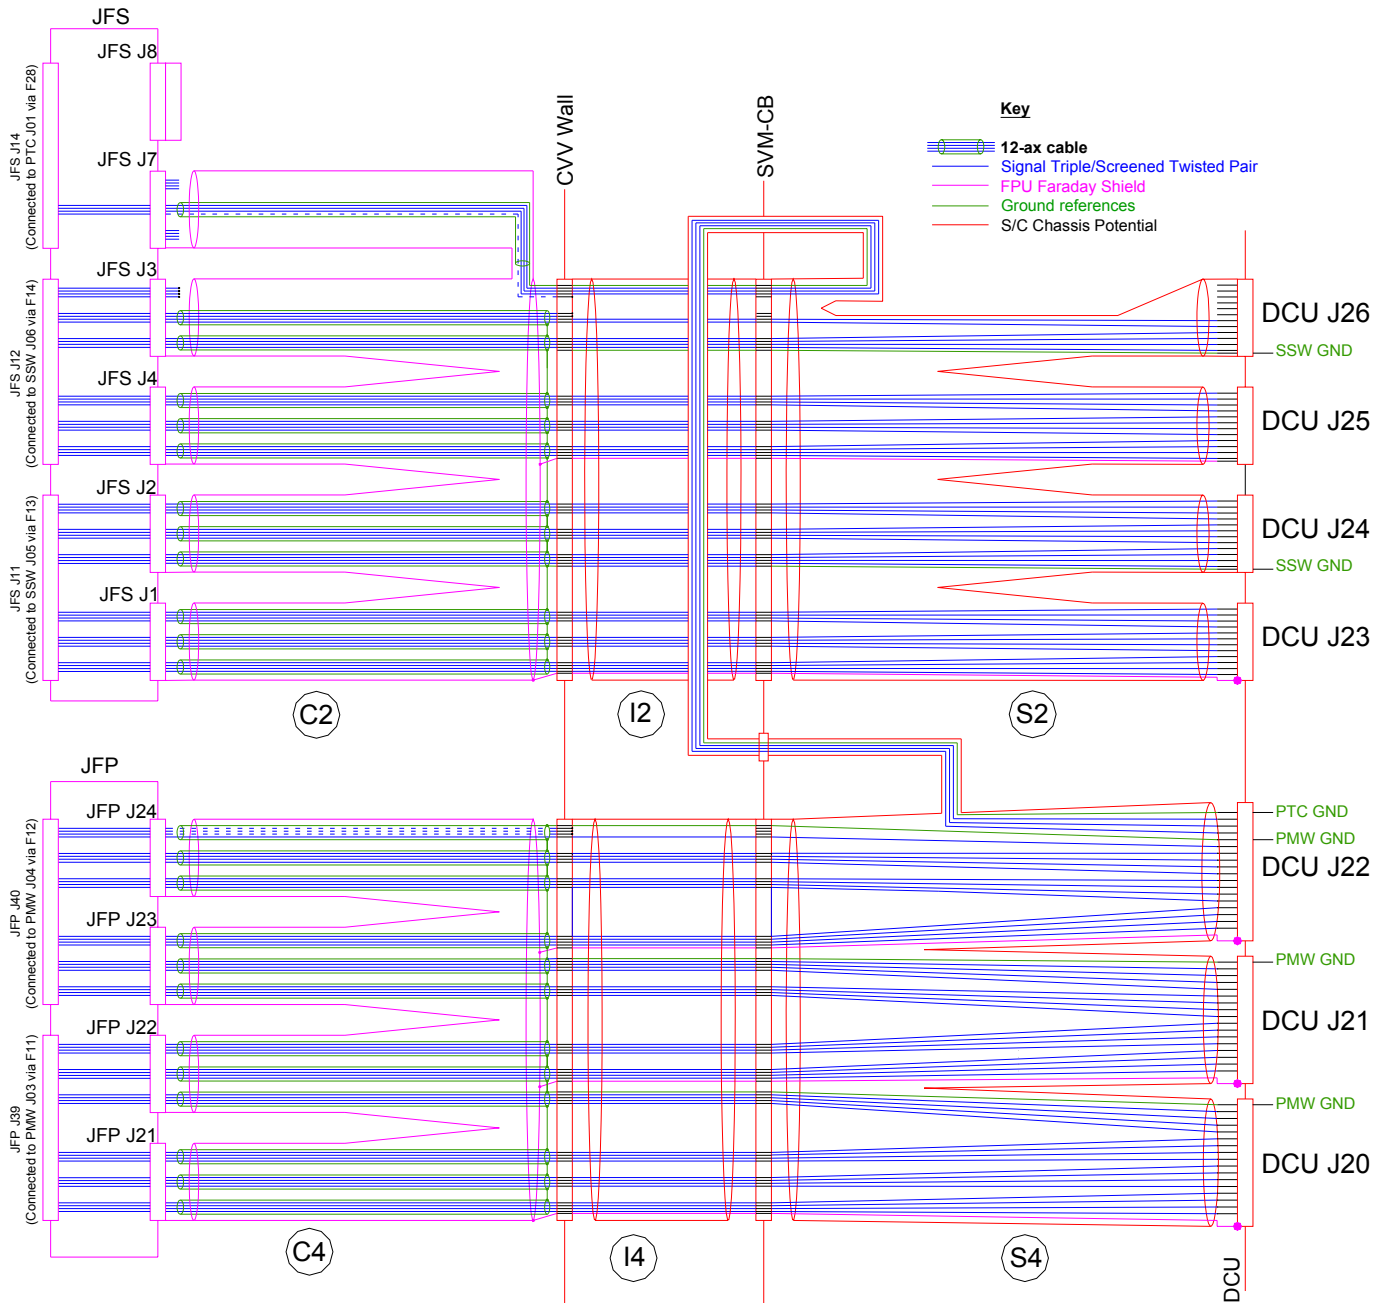 JFS
JFS J8
JFS J14
(Connected to PTC J01 via F28)
JFS J7
JFS J3
JFS J12
(Connected to SSW J06 via F14)
JFS J4
JFS J2
JFS J11
(Connected to SSW J05 via F13)
JFS J1
CVV Wall
SVM-CB
Key
12-ax cable
Signal Triple/Screened Twisted Pair
FPU Faraday Shield
Ground references
S/C Chassis Potential
DCU J26
SSW GND
DCU J25
DCU J24
SSW GND
DCU J23
C2
I2
S2
JFP
JFP J24
JFP J40
(Connected to PMW J04 via F12)
JFP J23
JFP J22
JFP J39
(Connected to PMW J03 via F11)
JFP J21
PTC GND
PMW GND
DCU J22
PMW GND
DCU J21
PMW GND
DCU J20
C4
I4
S4
DCU